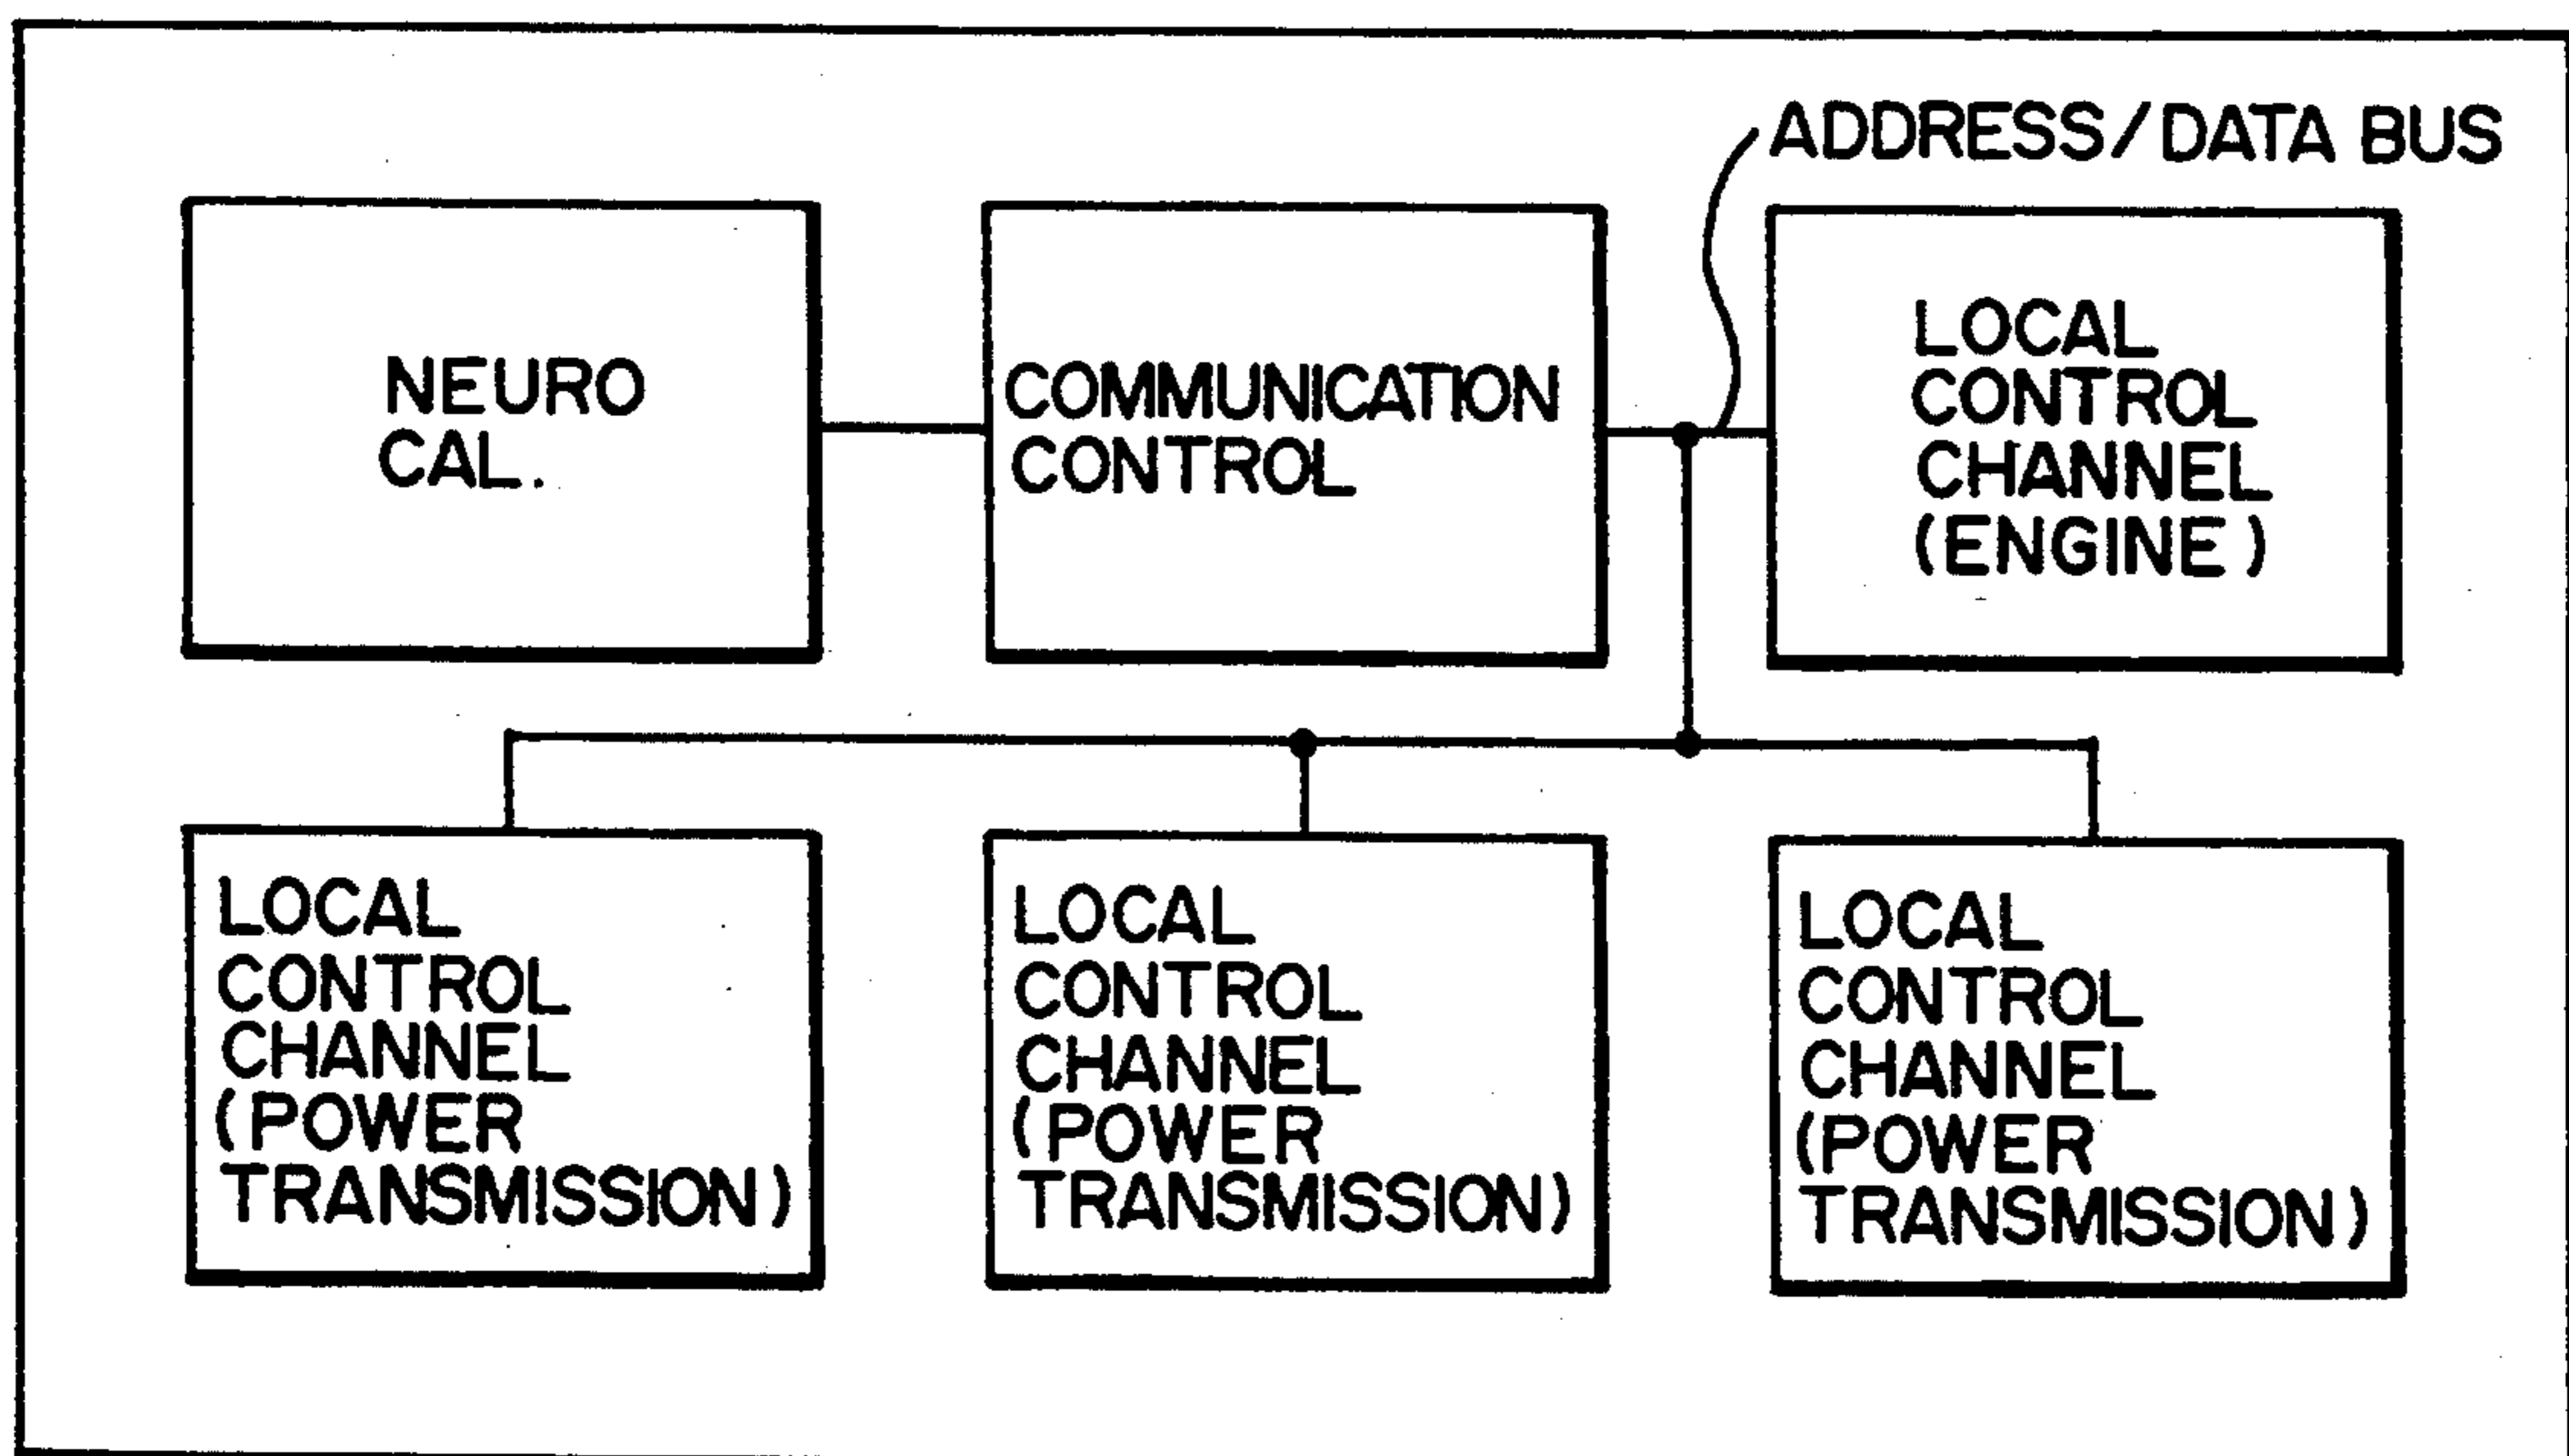 ADDRESS/DATA BUS
NEURO
CAL.
COMMUNICATION
CONTROL
LOCAL
CONTROL
CHANNEL
(ENGINE)
LOCAL
CONTROL
CHANNEL
(POWER
TRANSMISSION)
LOCAL
CONTROL
CHANNEL
(POWER
TRANSMISSION)
LOCAL
CONTROL
CHANNEL
(POWER
TRANSMISSION)